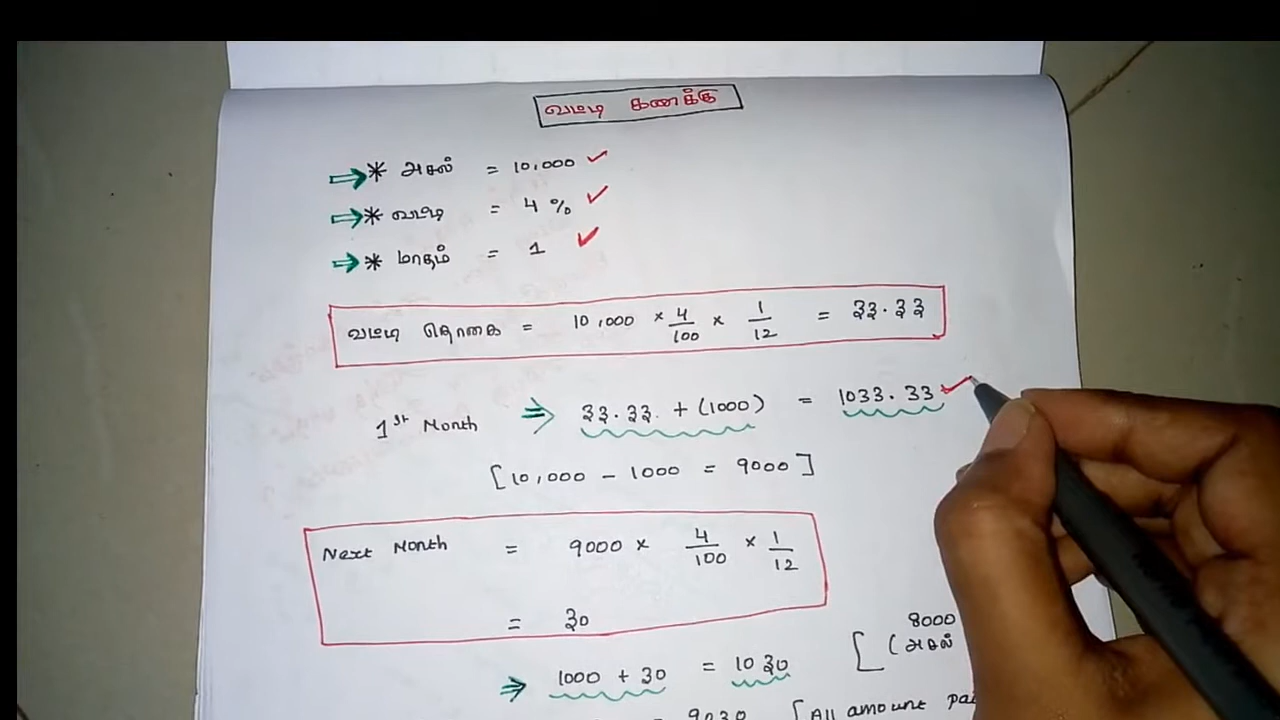 வட்டி கணக்கு
* அசல் = 10,000
* வட்டி = 4 %
* மாதம் = 1
வட்டி தொகை = 10,000 × 4/100 × 1/12 = 33.33
1st Month ⇒ 33.33 + (1000) = 1033.33
[10,000 - 1000 = 9000]
Next Month = 9000 × 4/100 × 1/12
= 30
8000
[ (அசல்
⇒ 1000 + 30 = 1030
= 9030 [All amount